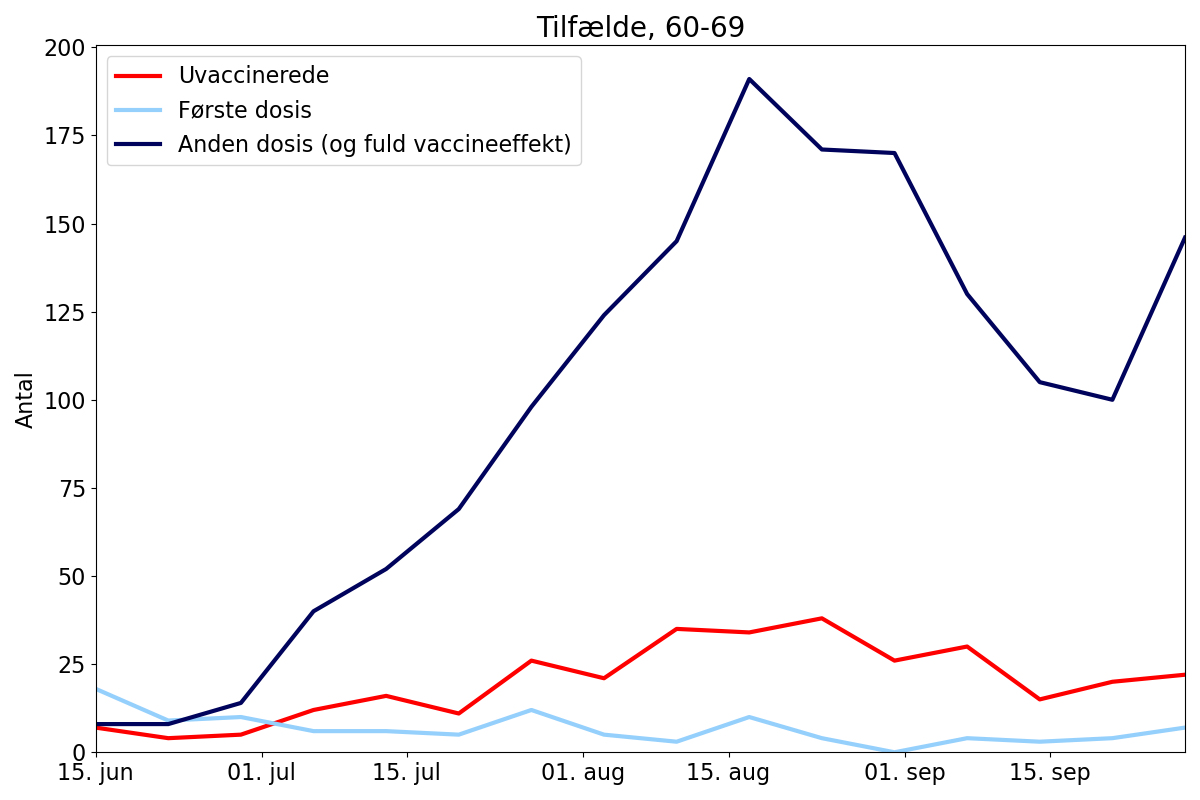 Tilfælde, 60-69
Uvaccinerede
Første dosis
Anden dosis (og fuld vaccineeffekt)
200
175
150
125
100
75
50
25
0
Antal
15. jun
01. jul
15. jul
01. aug
15. aug
01. sep
15. sep